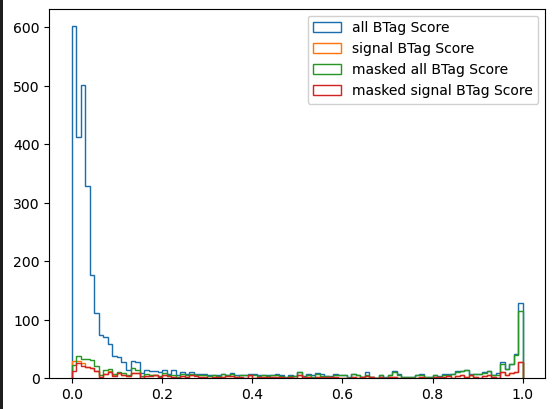 all BTag Score
signal BTag Score
masked all BTag Score
masked signal BTag Score
600
500
400
300
200
100
0
0.0 0.2 0.4 0.6 0.8 1.0